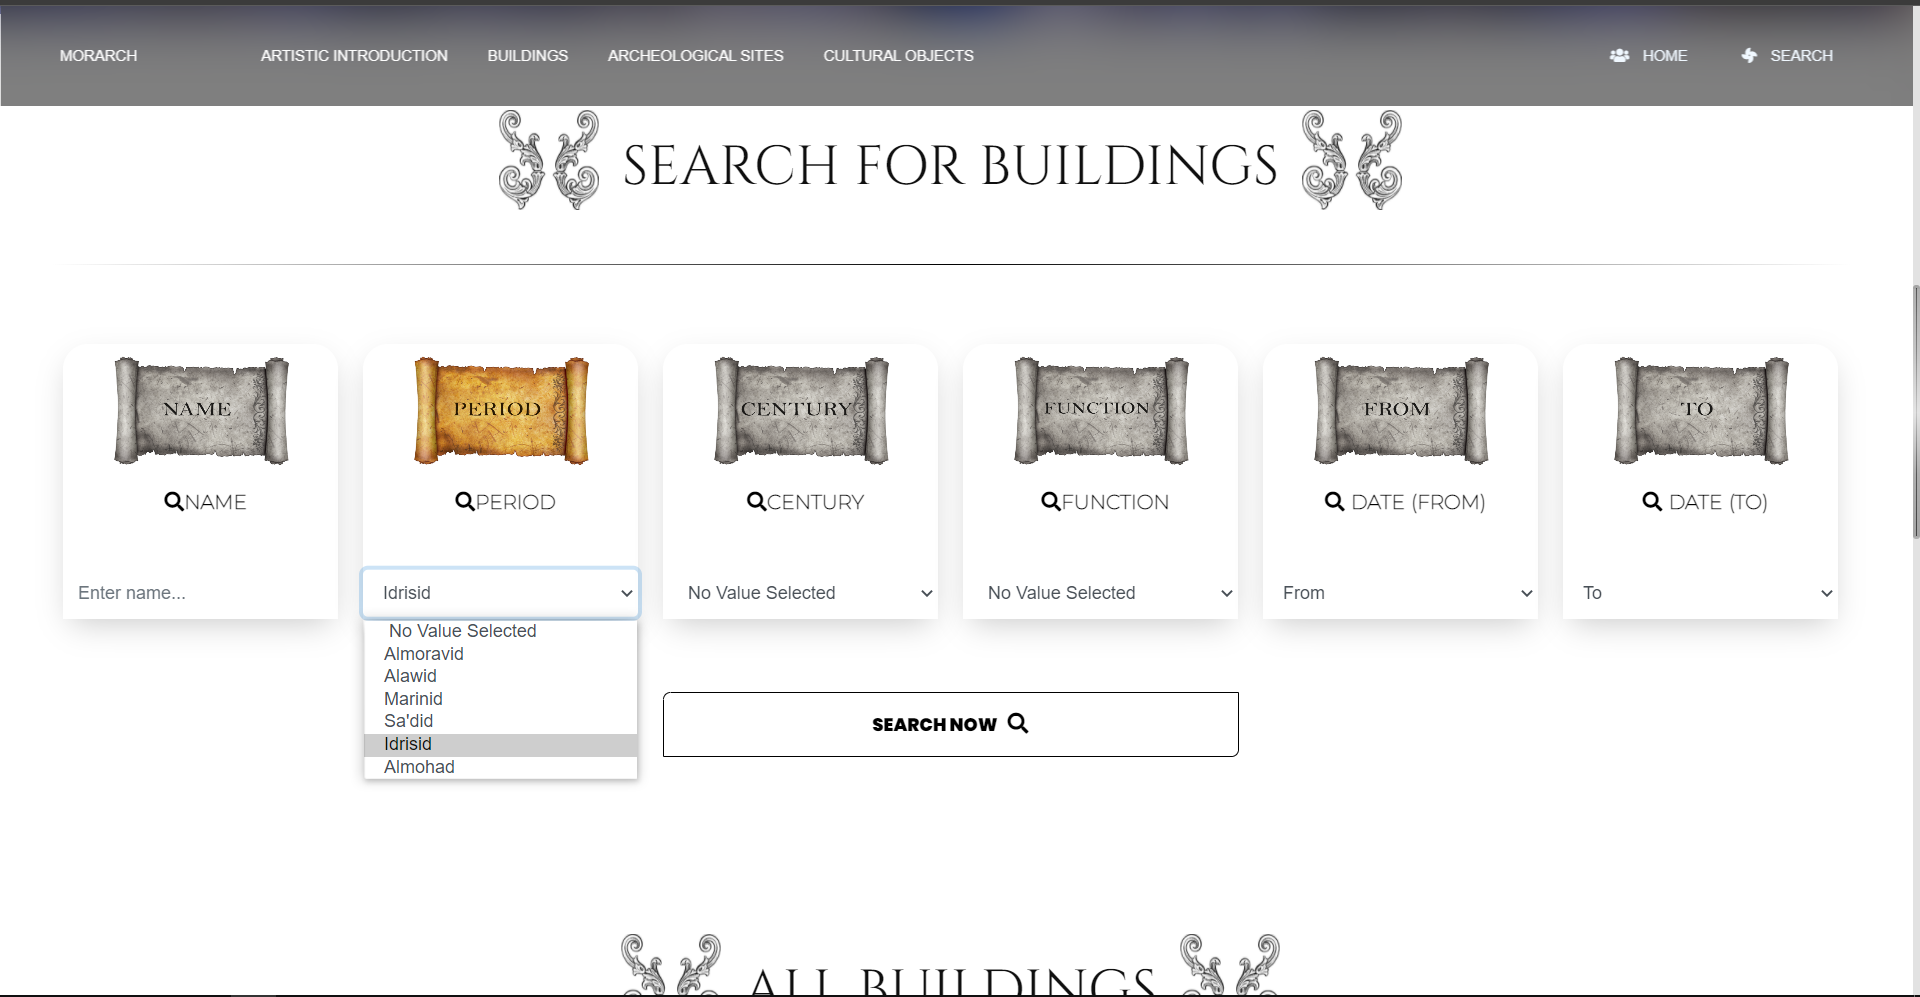 MORARCH ARTISTIC INTRODUCTION BUILDINGS ARCHEOLOGICAL SITES CULTURAL OBJECTS HOME SEARCH
SEARCH FOR BUILDINGS
NAME PERIOD CENTURY FUNCTION FROM TO
NAME PERIOD CENTURY FUNCTION DATE (FROM) DATE (TO)
Enter name... Idrisid No Value Selected No Value Selected From To
No Value Selected
Almoravid
Alawid
Marinid
Sa'did
Idrisid
Almohad
SEARCH NOW
ALL BUILDINGS